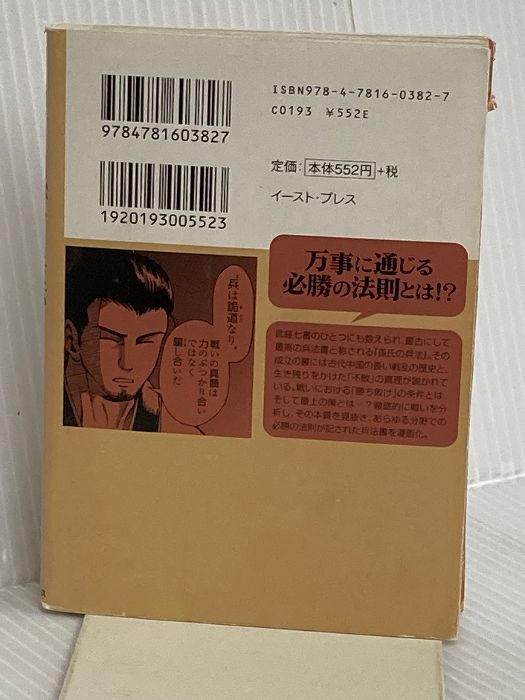 ISBN978-4-7816-0382-7
C0193 ¥552E
9784781603827
定価：本体552円+税
1920193005523
イースト・プレス
万事に通じる
必勝の法則とは!?
“兵は詭道なり。
戦いの真髄は
力のぶつかり合い
ではなく
騙し合いだ
武経七書のひとつにも数えられ、最古にして
最高の兵法書と称される「孫氏の兵法」。その
成立の裏には古代中国の長い戦乱の歴史と、
生き残りをかけた「不敗」の真理が説かれて
いる。戦いにおける「勝ち抜け」の条件とは、
そして最上の策とは―？徹底的に戦いを分
析し、その本質を見抜き、あらゆる分野での
必勝の法則が記された兵法書を漫画化。